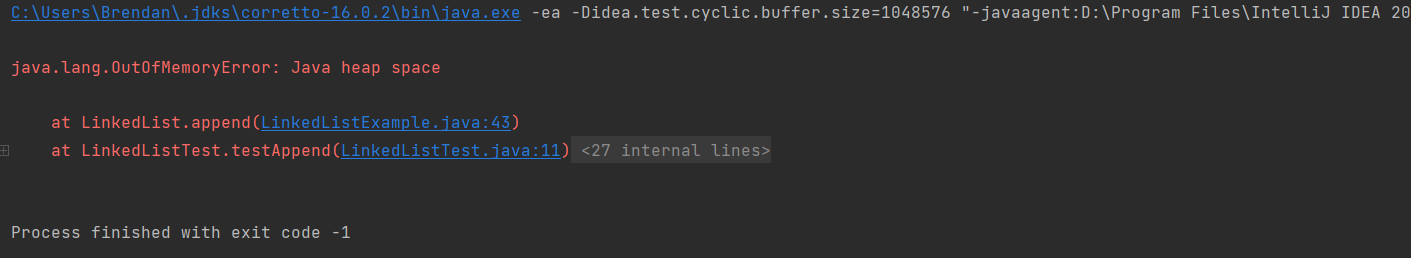 C:\Users\Brendan\.jdks\corretto-16.0.2\bin\java.exe -ea -Didea.test.cyclic.buffer.size=1048576 "-javaagent:D:\Program Files\IntelliJ IDEA 20
java.lang.OutOfMemoryError: Java heap space
at LinkedList.append(LinkedListExample.java:43)
at LinkedListTest.testAppend(LinkedListTest.java:11) <27 internal lines>
Process finished with exit code -1